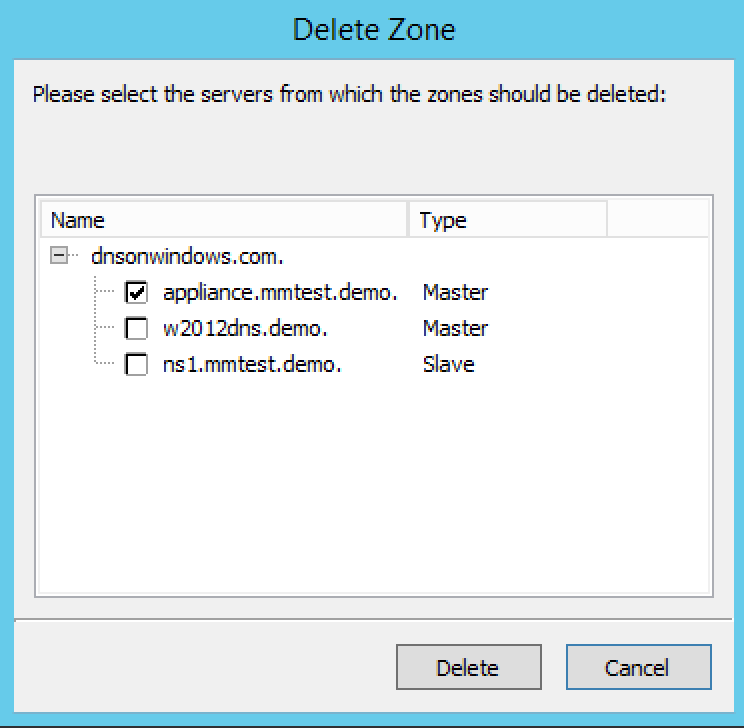 Delete Zone
Please select the servers from which the zones should be deleted:
Name Type
dnsonwindows.com.
appliance.mmtest.demo. Master
w2012dns.demo. Master
ns1.mmtest.demo. Slave
Delete Cancel